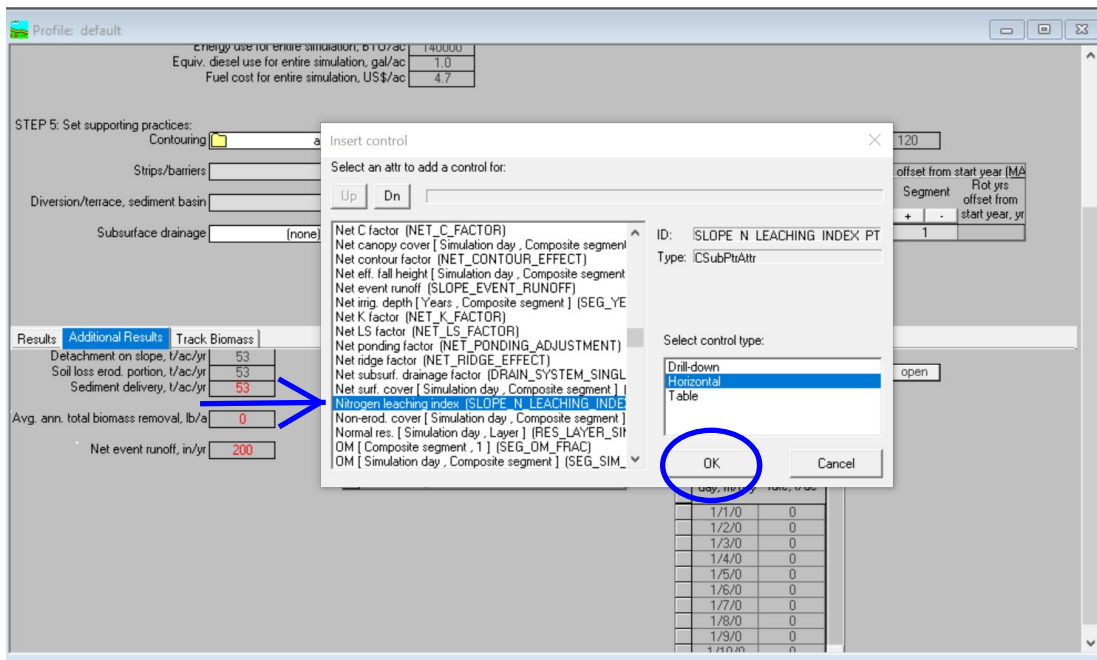 Profile: default
Energy use for entire simulation, BTU/ac 140000
Equiv. diesel use for entire simulation, gal/ac 1.0
Fuel cost for entire simulation, US$/ac 4.7
STEP 5: Set supporting practices:
Contouring a
Strips/barriers
Diversion/terrace, sediment basin
Subsurface drainage (none)
120
offset from start year (MA
Segment
Rot yrs
offset from
start year, yr
+ -
1
Insert control
Select an attr to add a control for:
Up Dn
Net C factor (NET_C_FACTOR)
Net canopy cover [ Simulation day , Composite segment
Net contour factor (NET_CONTOUR_EFFECT)
Net eff. fall height [ Simulation day , Composite segment
Net event runoff (SLOPE_EVENT_RUNOFF)
Net irrig. depth [ Years , Composite segment ] (SEG_YE
Net K factor (NET_K_FACTOR)
Net LS factor (NET_LS_FACTOR)
Net ponding factor (NET_PONDING_ADJUSTMENT)
Net ridge factor (NET_RIDGE_EFFECT)
Net subsurf. drainage factor (DRAIN_SYSTEM_SINGL
Net surf. cover [ Simulation day , Composite segment ]
Nitrogen leaching index (SLOPE_N_LEACHING_INDE
Non-erod. cover [ Simulation day , Composite segment ]
Normal res. [ Simulation day , Layer ] (RES_LAYER_SIM
OM [ Composite segment , 1 ] (SEG_OM_FRAC)
OM [ Simulation day , Composite segment ] (SEG_SIM_
ID: SLOPE_N_LEACHING_INDEX_PT
Type: CSubPtrAttr
Select control type:
Drill-down
Horizontal
Table
OK Cancel
Results Additional Results Track Biomass
Detachment on slope, t/ac/yr 53
Soil loss erod. portion, t/ac/yr 53
Sediment delivery, t/ac/yr 53
Avg. ann. total biomass removal, lb/a 0
Net event runoff, in/yr 200
open
1/1/0 0
1/2/0 0
1/3/0 0
1/4/0 0
1/5/0 0
1/6/0 0
1/7/0 0
1/8/0 0
1/9/0 0
1/10/0 0